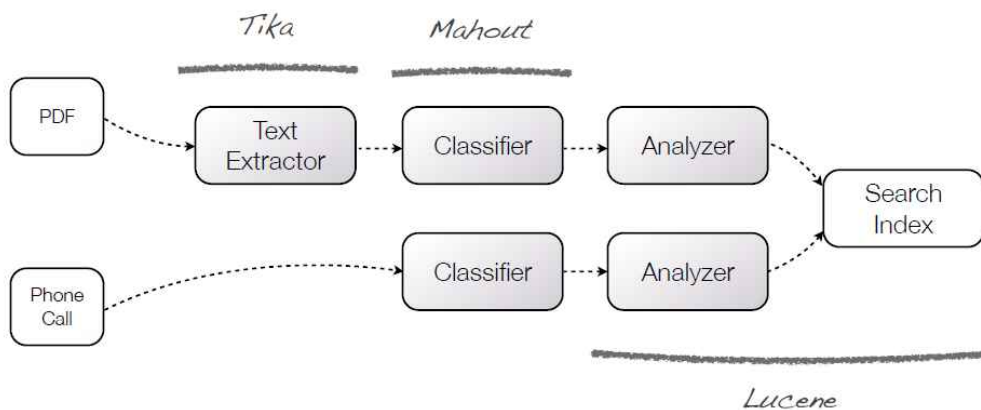 Tika
Mahout
PDF
Text
Extractor
Classifier
Analyzer
Search
Index
Phone
Call
Classifier
Analyzer
Lucene